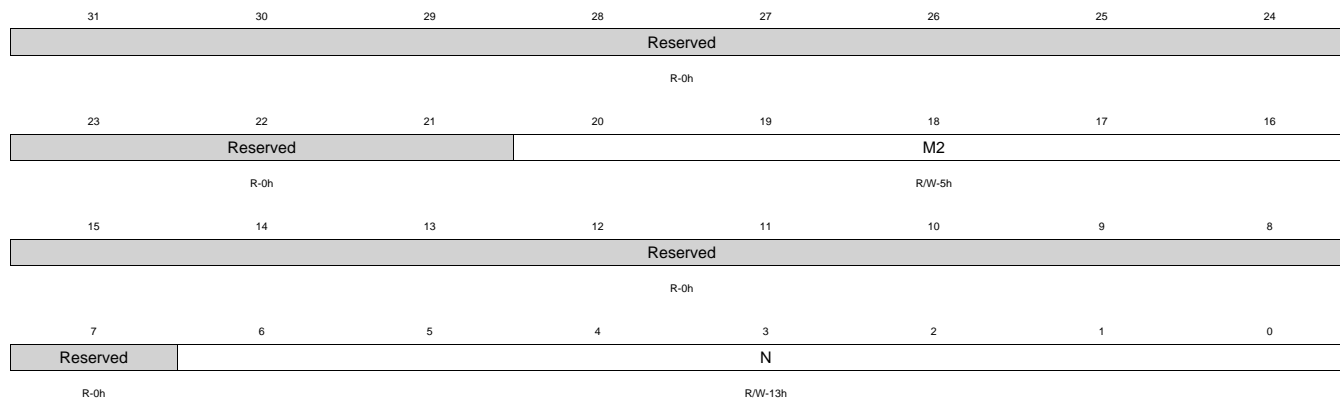 31 30 29 28 27 26 25 24
Reserved
R-0h
23 22 21 20 19 18 17 16
Reserved M2
R-0h R/W-5h
15 14 13 12 11 10 9 8
Reserved
R-0h
7 6 5 4 3 2 1 0
Reserved N
R-0h R/W-13h